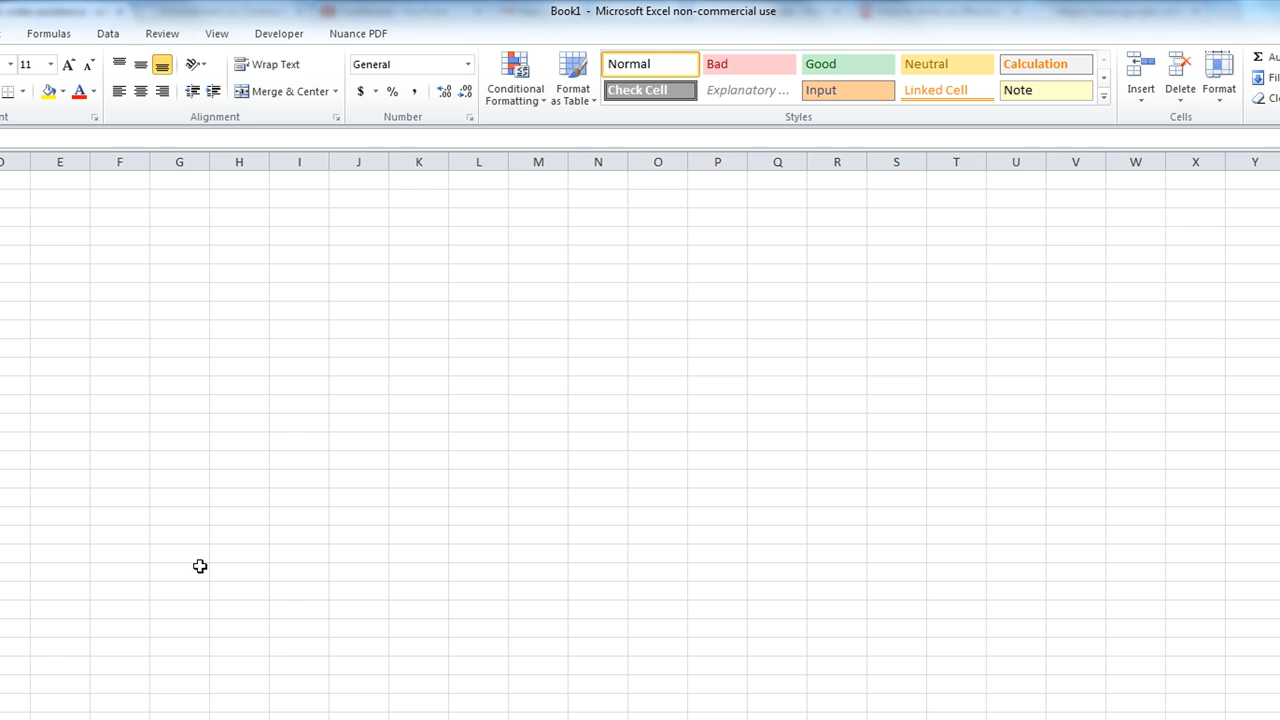 Book1 - Microsoft Excel non-commercial use
Formulas Data Review View Developer Nuance PDF
11 Wrap Text General Conditional Formatting Format as Table Normal Bad Good Neutral Calculation Insert Delete Format
Merge & Center $ % , Check Cell Explanatory ... Input Linked Cell Note
Alignment Number Styles Cells
E F G H I J K L M N O P Q R S T U V W X Y